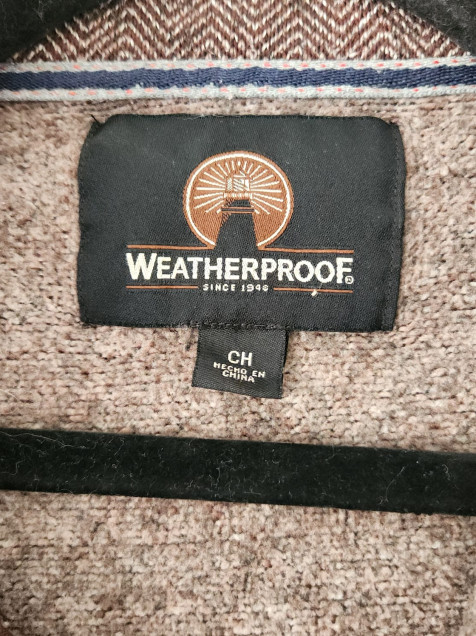 WEATHERPROOF
SINCE 1948
CH
HECHO EN
CHINA